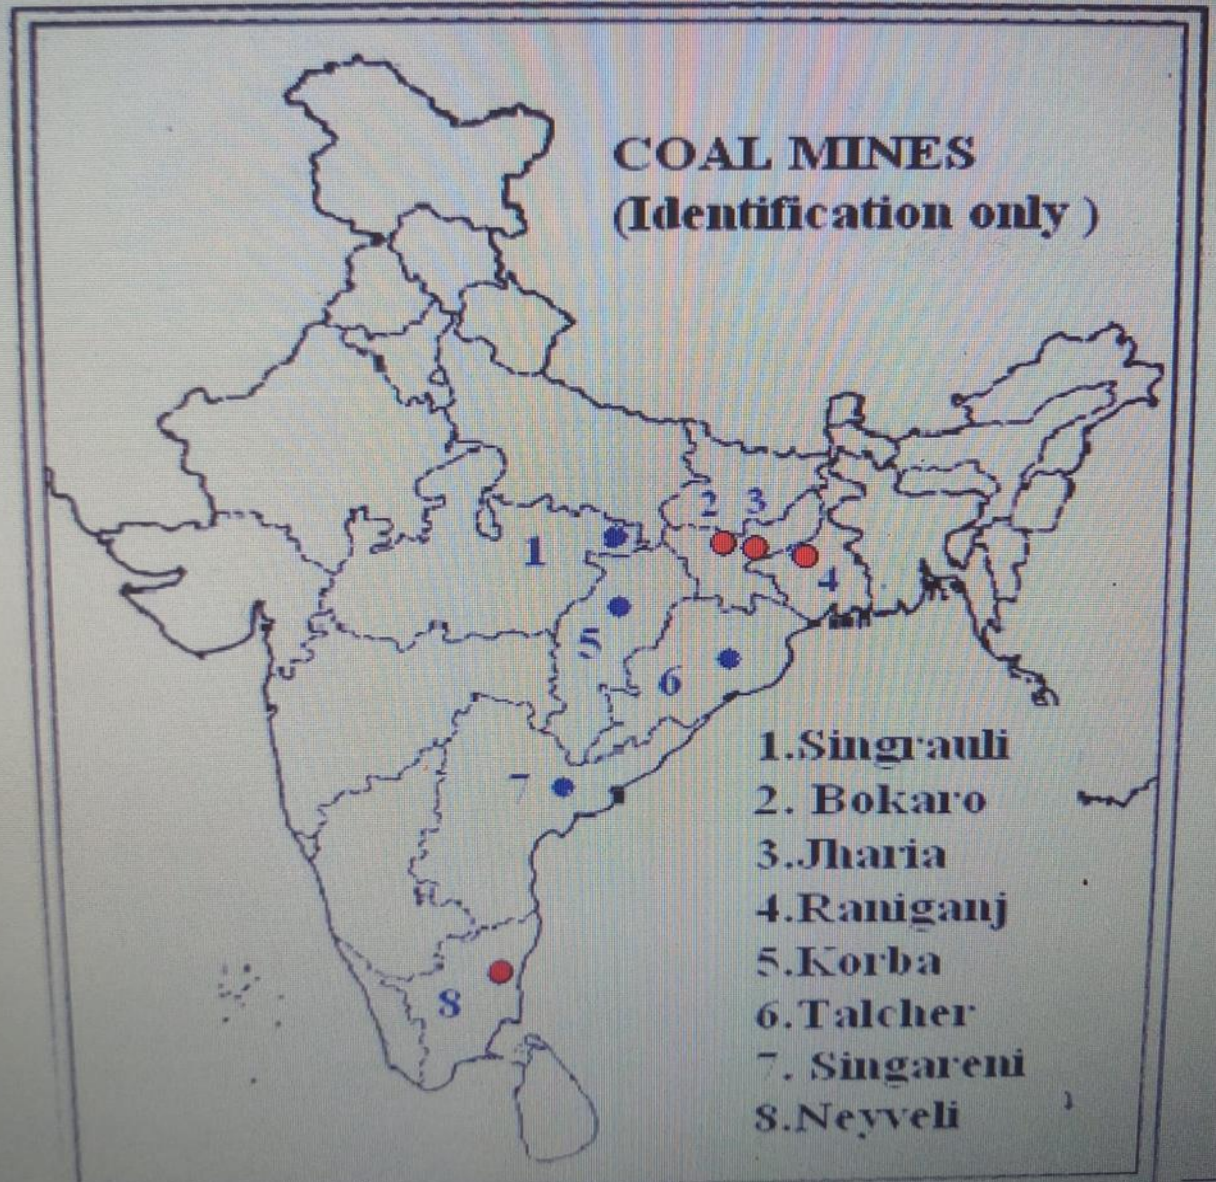 COAL MINES
(Identification only )
2 3
1
4
5
6
7
8
1.Singrauli
2. Bokaro
3.Jharia
4.Raniganj
5.Korba
6.Talcher
7. Singareni
8.Neyveli